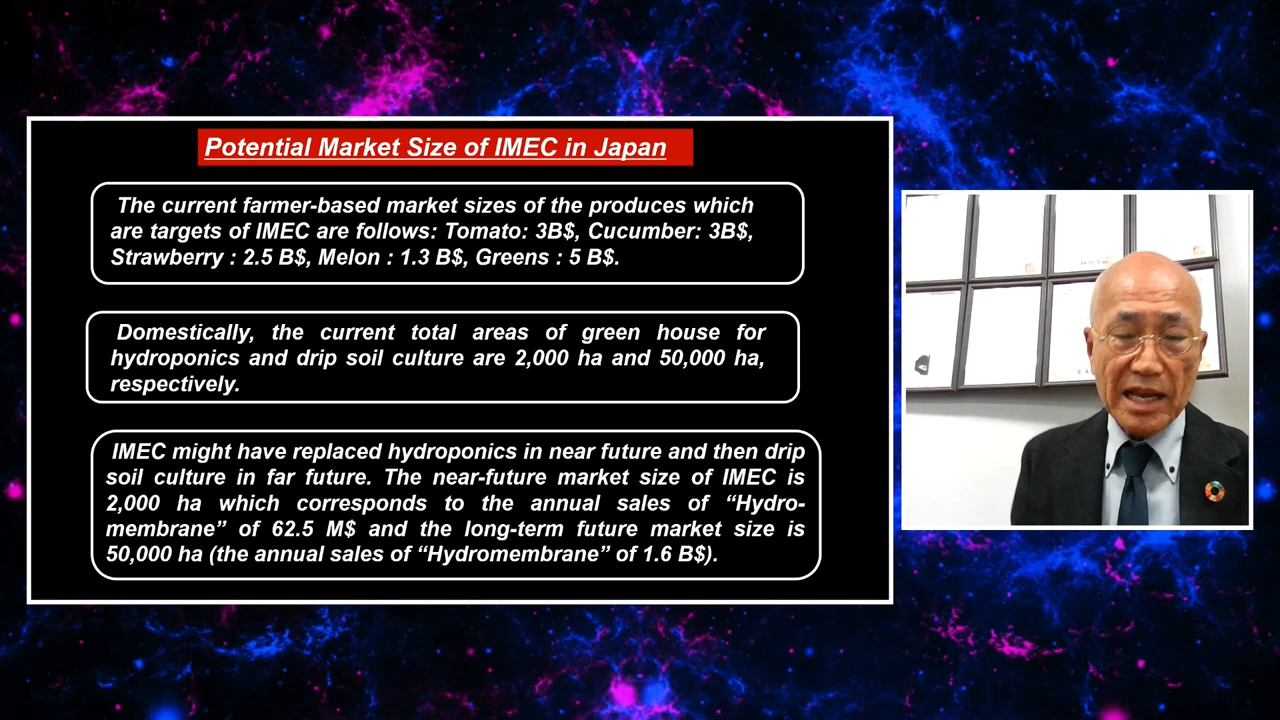 Potential Market Size of IMEC in Japan
The current farmer-based market sizes of the produces which
are targets of IMEC are follows: Tomato: 3B$, Cucumber: 3B$,
Strawberry : 2.5 B$, Melon : 1.3 B$, Greens : 5 B$.
Domestically, the current total areas of green house for
hydroponics and drip soil culture are 2,000 ha and 50,000 ha,
respectively.
IMEC might have replaced hydroponics in near future and then drip
soil culture in far future. The near-future market size of IMEC is
2,000 ha which corresponds to the annual sales of “Hydro-
membrane” of 62.5 M$ and the long-term future market size is
50,000 ha (the annual sales of “Hydromembrane” of 1.6 B$).